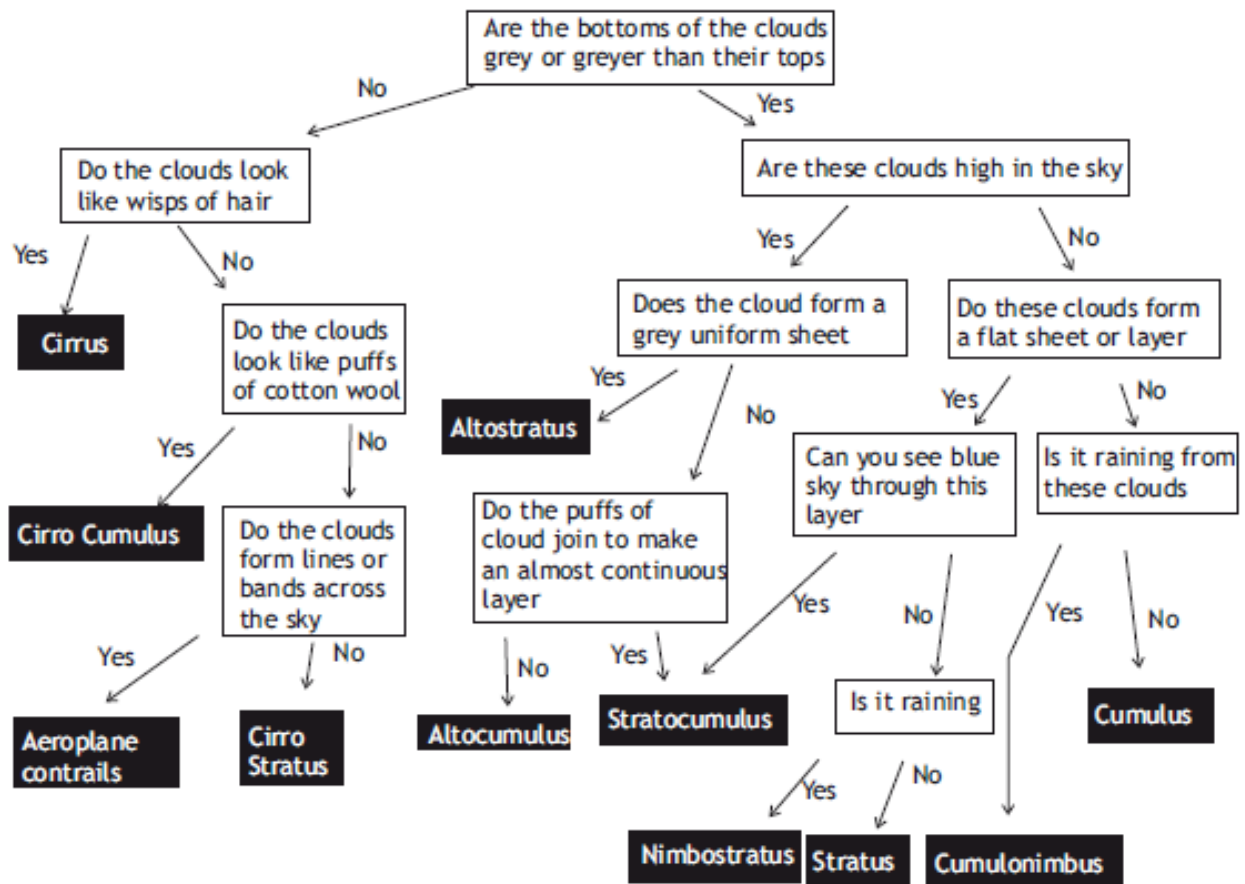 Are the bottoms of the clouds
grey or greyer than their tops
No
Yes
Do the clouds look
like wisps of hair
Are these clouds high in the sky
Yes
No
Yes
No
Cirrus
Do the clouds
look like puffs
of cotton wool
Does the cloud form a
grey uniform sheet
Do these clouds form
a flat sheet or layer
Yes
No
Yes
No
Yes
No
Altostratus
Can you see blue
sky through this
layer
Is it raining from
these clouds
Cirro Cumulus
Do the clouds
form lines or
bands across
the sky
Do the puffs of
cloud join to make
an almost continuous
layer
Yes
No
Yes
No
Yes
No
No
Yes
Aeroplane
contrails
Cirro
Stratus
Altocumulus
Stratocumulus
Is it raining
Cumulus
Yes
No
Nimbostratus
Stratus
Cumulonimbus